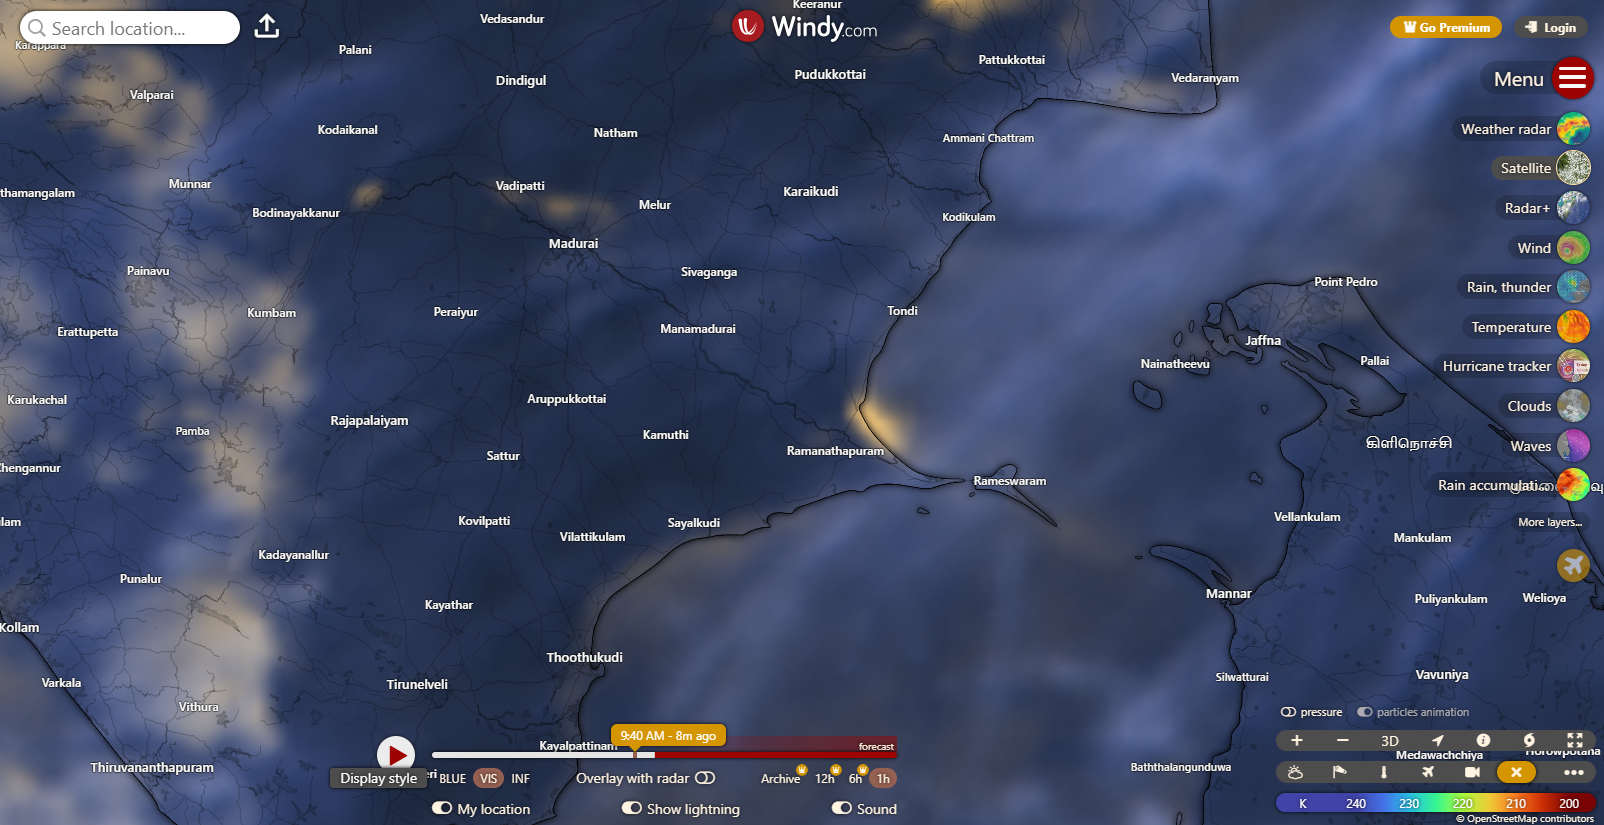 Keeranur
Vedasandur
Search location...
Windy.com
Go Premium
Login
Karappara
Palani
Pattukkottai
Pudukkottai
Dindigul
Vedaranyam
Menu
Valparai
Kodaikanal
Natham
Ammani Chattram
Weather radar
Satellite
Munnar
Vadipatti
Karaikudi
thamangalam
Melur
Bodinayakkanur
Kodikulam
Radar+
Madurai
Wind
Painavu
Sivaganga
Point Pedro
Rain, thunder
Kumbam
Peraiyur
Tondi
Erattupetta
Manamadurai
Temperature
Jaffna
Nainatheevu
Pallai
Hurricane tracker
Karukachal
Aruppukkottai
Clouds
Rajapalaiyam
Pamba
Kamuthi
கிளிநொச்சி
Waves
Ramanathapuram
Sattur
Chengannur
Rameswaram
Rain accumulati...
Vellankulam
lam
Kovilpatti
Sayalkudi
More layers...
Vilattikulam
Mankulam
Kadayanallur
Punalur
Mannar
Puliyankulam
Welioya
Kayathar
Kollam
Thoothukudi
Vavuniya
Silwatturai
Varkala
Tirunelveli
Vithura
pressure
particles animation
9:40 AM - 8m ago
Kayalpattinam
forecast
3D
Medawachchiya
Horowpotana
Thiruvananthapuram
Baththalangunduwa
Display style
eri
BLUE
VIS
INF
Overlay with radar
Archive
12h
6h
1h
My location
Show lightning
Sound
K 240 230 220 210 200
© OpenStreetMap contributors